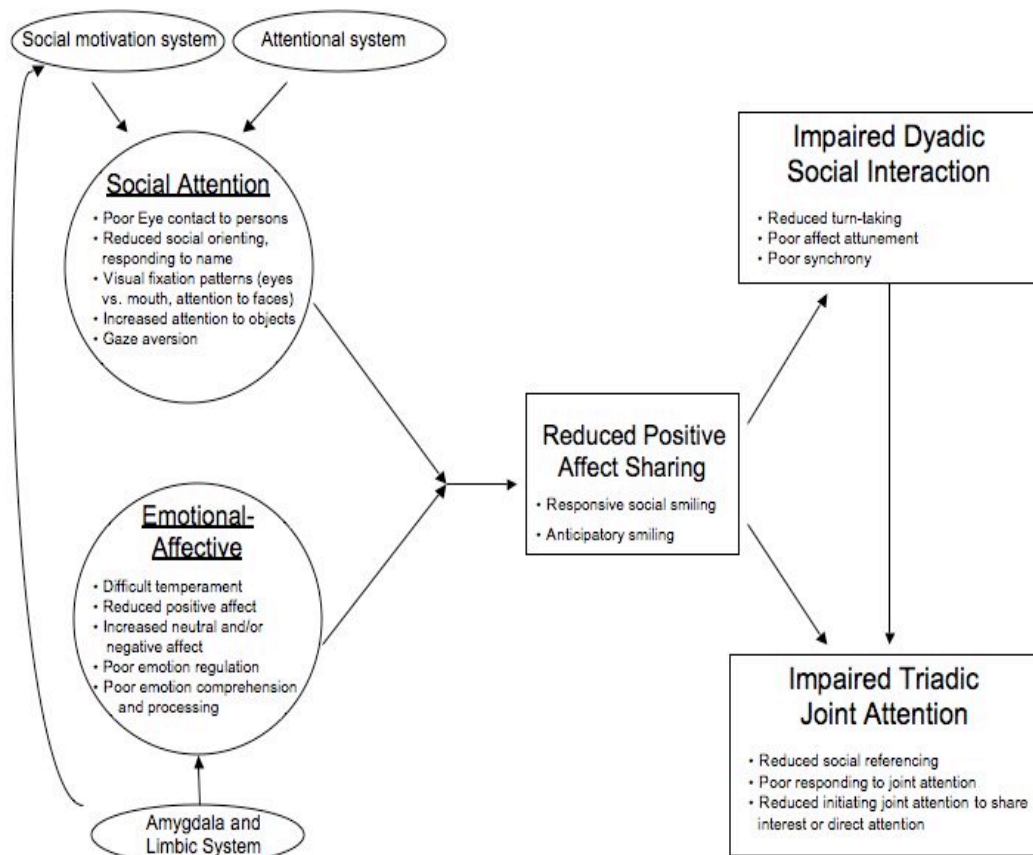 Social motivation system
Attentional system
Social Attention
• Poor Eye contact to persons
• Reduced social orienting,
responding to name
• Visual fixation patterns (eyes
vs. mouth, attention to faces)
• Increased attention to objects
• Gaze aversion
Emotional-
Affective
• Difficult temperament
• Reduced positive affect
• Increased neutral and/or
negative affect
• Poor emotion regulation
• Poor emotion comprehension
and processing
Amygdala and
Limbic System
Reduced Positive
Affect Sharing
• Responsive social smiling
• Anticipatory smiling
Impaired Dyadic
Social Interaction
• Reduced turn-taking
• Poor affect attunement
• Poor synchrony
Impaired Triadic
Joint Attention
• Reduced social referencing
• Poor responding to joint attention
• Reduced initiating joint attention to share
interest or direct attention